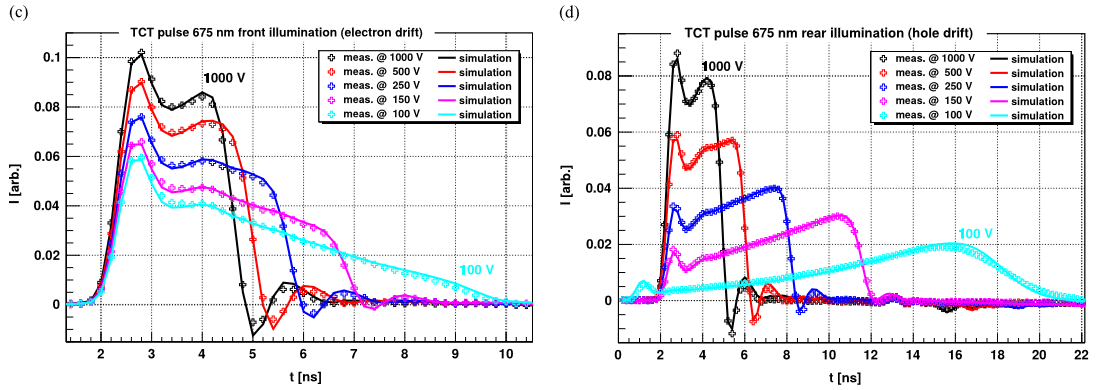 (c)
TCT pulse 675 nm front illumination (electron drift)
I [arb.]
0.1
0.08
0.06
0.04
0.02
0
1000 V
100 V
meas. @ 1000 V simulation
meas. @ 500 V simulation
meas. @ 250 V simulation
meas. @ 150 V simulation
meas. @ 100 V simulation
2 3 4 5 6 7 8 9 10
t [ns]
(d)
TCT pulse 675 nm rear illumination (hole drift)
I [arb.]
0.08
0.06
0.04
0.02
0
1000 V
100 V
meas. @ 1000 V simulation
meas. @ 500 V simulation
meas. @ 250 V simulation
meas. @ 150 V simulation
meas. @ 100 V simulation
0 2 4 6 8 10 12 14 16 18 20 22
t [ns]